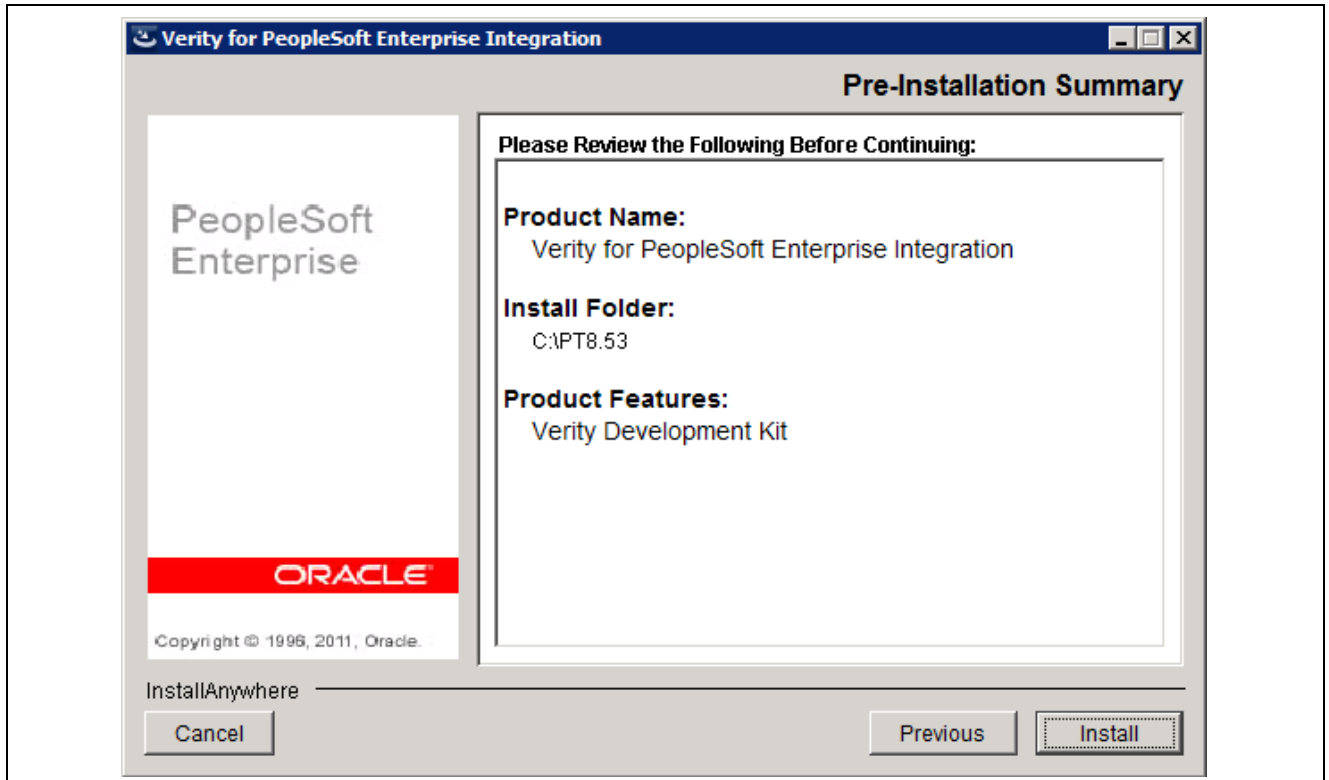 Verity for PeopleSoft Enterprise Integration
Pre-Installation Summary
PeopleSoft
Enterprise
ORACLE
Copyright © 1996, 2011, Oracle.
Please Review the Following Before Continuing:
Product Name:
Verity for PeopleSoft Enterprise Integration
Install Folder:
C:\PT8.53
Product Features:
Verity Development Kit
InstallAnywhere
Cancel
Previous
Install